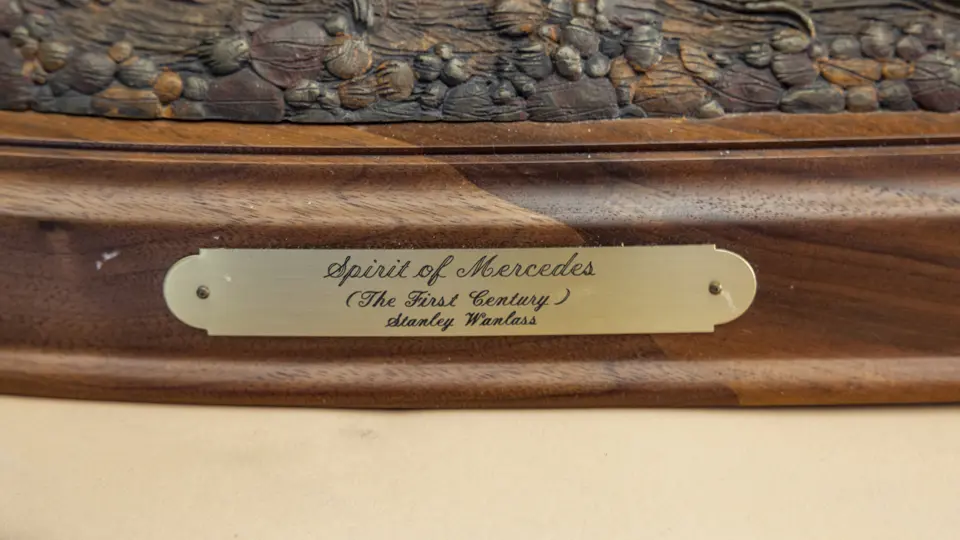 Spirit of Mercedes
(The First Century)
Stanley Wanlass